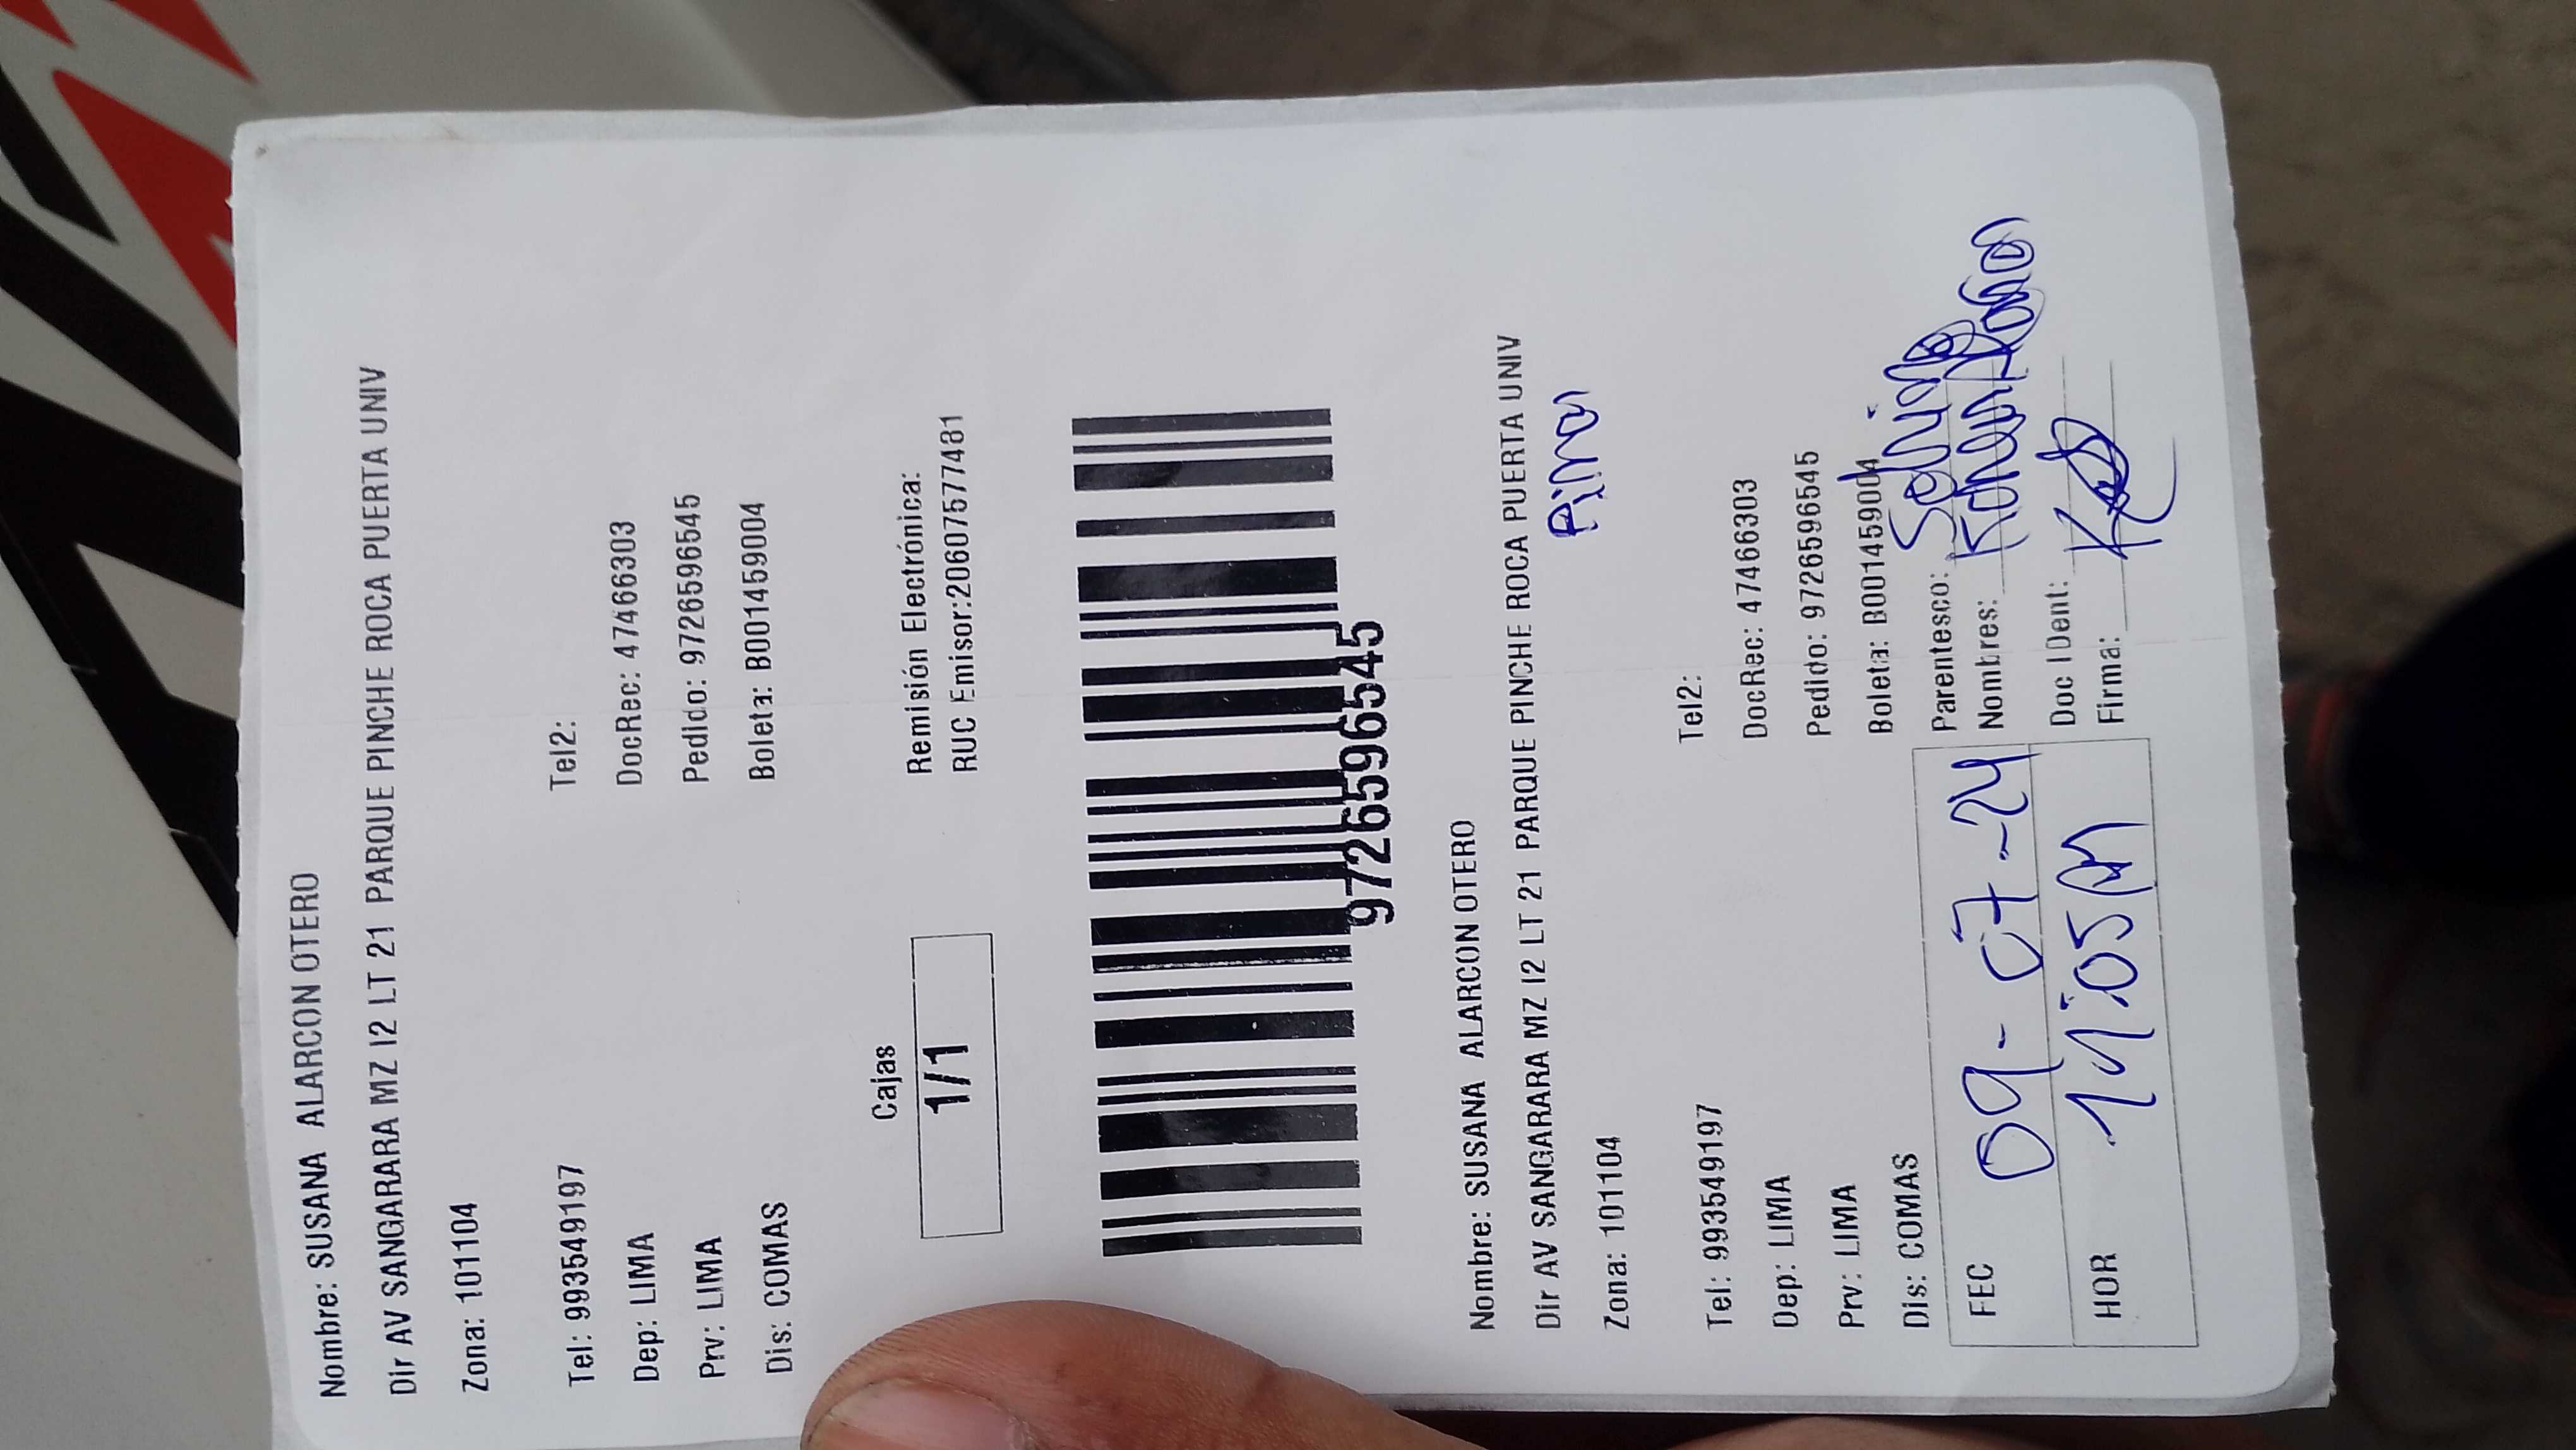 Nombre: SUSANA ALARCON OTERO
Dir AV SANGARARA MZ I2 LT 21 PARQUE PINCHE ROCA PUERTA UNIV
Zona: 101104
Tel: 993549197 Tel2:
Dep: LIMA DocRec: 47466303
Prv: LIMA Pedido: 9726596545
Dis: COMAS Boleta: B001459004
Cajas
1/1
Remisión Electrónica:
RUC Emisor:20607577481
9726596545
Nombre: SUSANA ALARCON OTERO
Dir AV SANGARARA MZ I2 LT 21 PARQUE PINCHE ROCA PUERTA UNIV
Zona: 101104
Tel: 993549197 Tel2:
Dep: LIMA DocRec: 47466303
Prv: LIMA Pedido: 9726596545
Dis: COMAS Boleta: B001459004
FEC 09-07-24 Parentesco: Sobrina
Nombres:
HOR Doc IDent:
Firma: